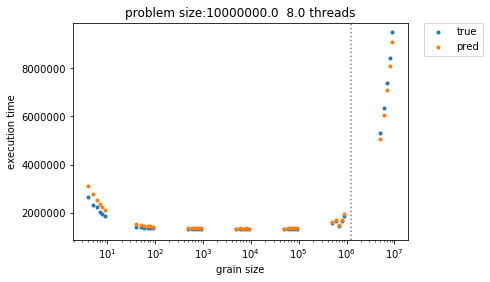 problem size:10000000.0  8.0 threads
true
pred
execution time
8000000
6000000
4000000
2000000
10^1
10^2
10^3
10^4
10^5
10^6
10^7
grain size